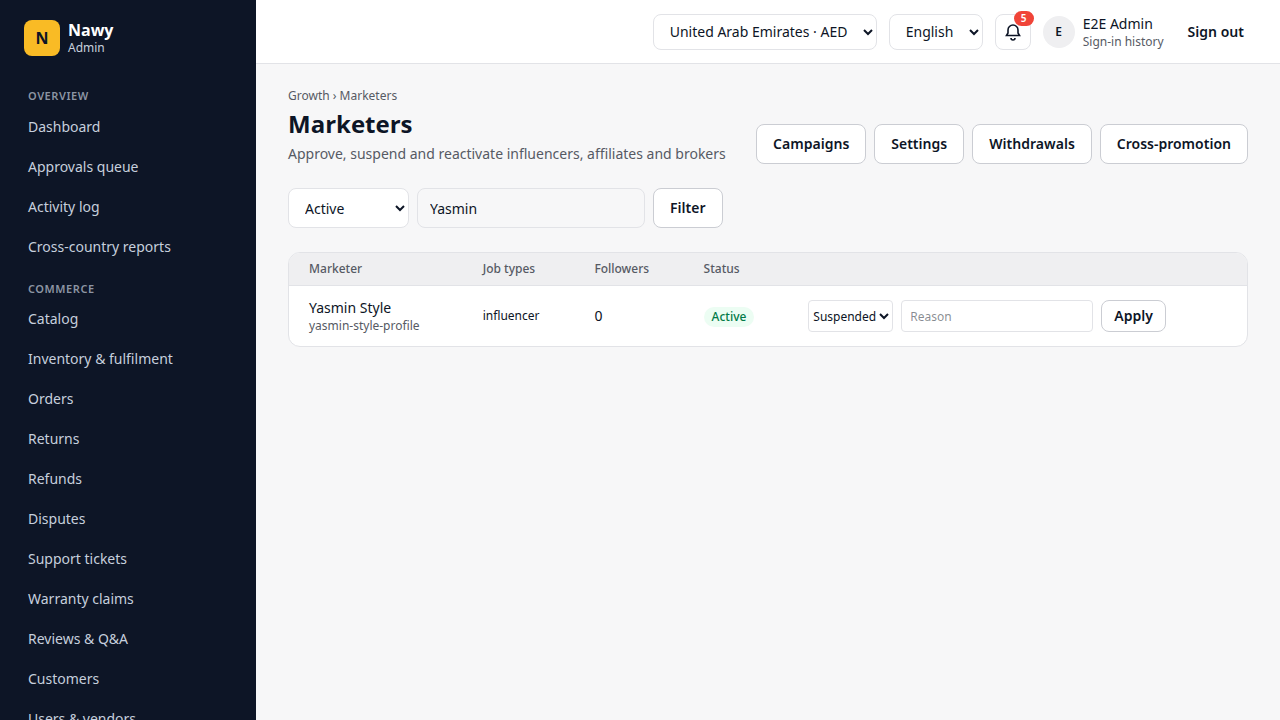 N
Nawy
Admin
OVERVIEW
Dashboard
Approvals queue
Activity log
Cross-country reports
COMMERCE
Catalog
Inventory & fulfilment
Orders
Returns
Refunds
Disputes
Support tickets
Warranty claims
Reviews & Q&A
Customers
Users & vendors
United Arab Emirates · AED
English
5
E
E2E Admin
Sign-in history
Sign out
Growth › Marketers
Marketers
Approve, suspend and reactivate influencers, affiliates and brokers
Campaigns
Settings
Withdrawals
Cross-promotion
Active
Yasmin
Filter
Marketer Job types Followers Status
Yasmin Style
yasmin-style-profile
influencer
0
Active
Suspended
Reason
Apply